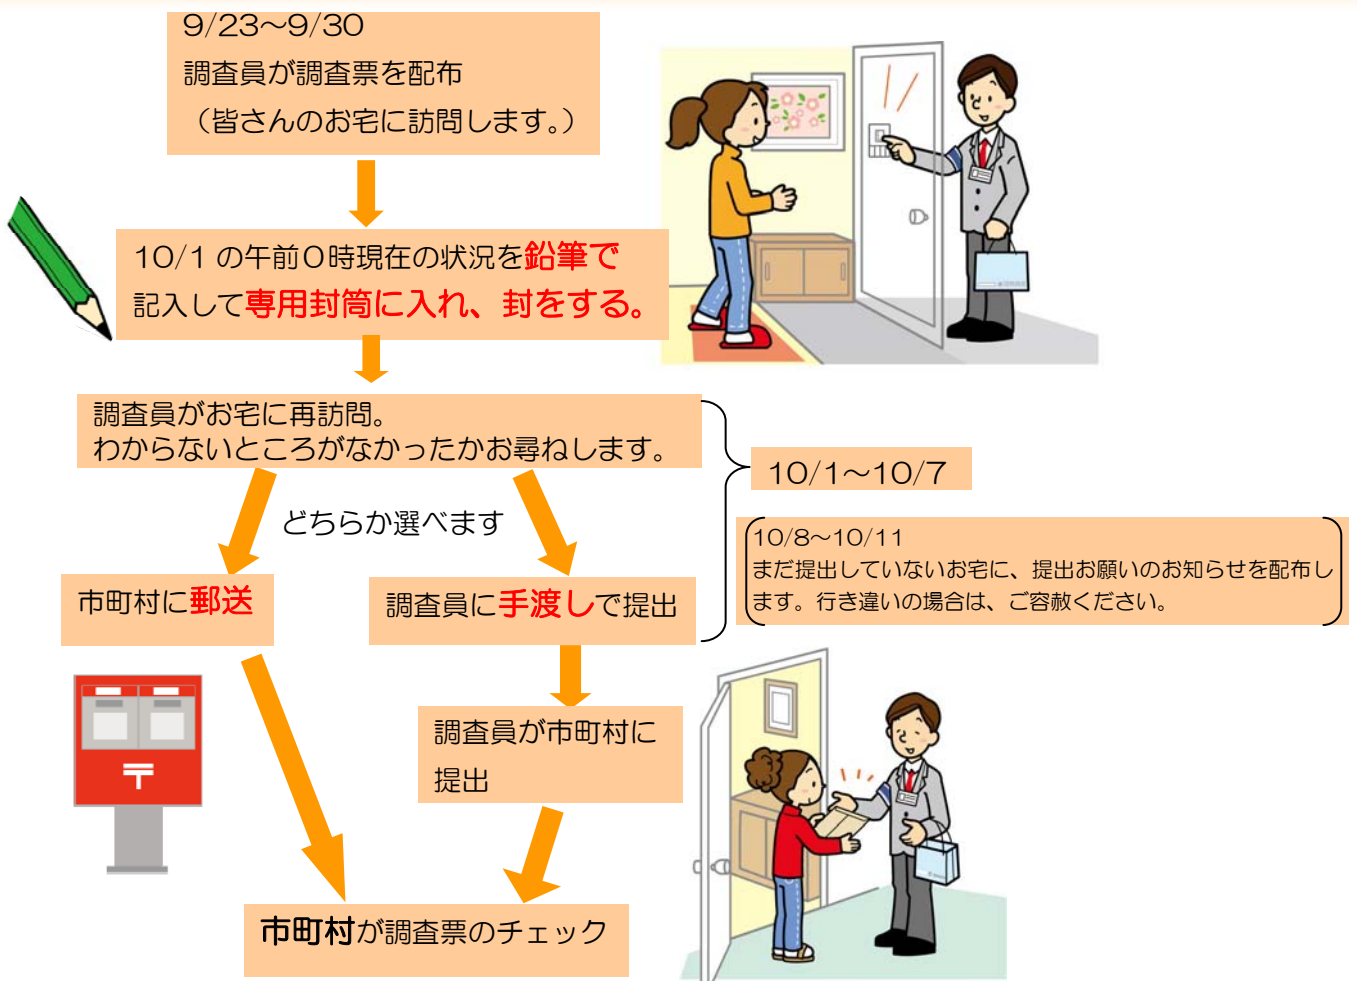 9/23～9/30
調査員が調査票を配布
（皆さんのお宅に訪問します。）
10/1の午前0時現在の状況を鉛筆で
記入して専用封筒に入れ、封をする。
調査員がお宅に再訪問。
わからないところがなかったかお尋ねします。
10/1～10/7
どちらか選べます
10/8～10/11
まだ提出していないお宅に、提出お願いのお知らせを配布し
ます。行き違いの場合は、ご容赦ください。
市町村に郵送
調査員に手渡しで提出
調査員が市町村に
提出
市町村が調査票のチェック